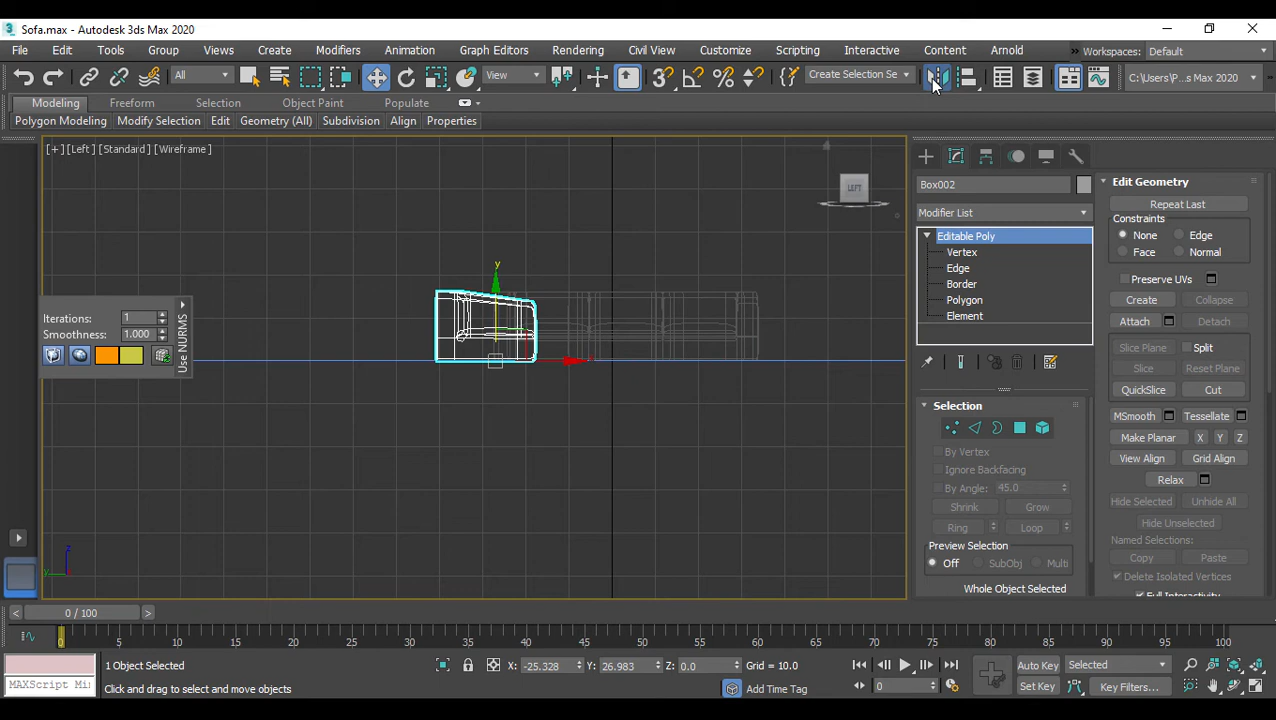 Sofa.max - Autodesk 3ds Max 2020
File Edit Tools Group Views Create Modifiers Animation Graph Editors Rendering Civil View Customize Scripting Interactive Content Arnold » Workspaces: Default
All View 3 Create Selection Se C:\Users\P...s Max 2020
Modeling Freeform Selection Object Paint Populate
Polygon Modeling Modify Selection Edit Geometry (All) Subdivision Align Properties
[+] [Left] [Standard] [Wireframe]
LEFT
y
x
z
y
Iterations: 1
Smoothness: 1.000
Use NURMS
Box002
Modifier List
Editable Poly
Vertex
Edge
Border
Polygon
Element
Selection
By Vertex
Ignore Backfacing
By Angle: 45.0
Shrink Grow
Ring Loop
Preview Selection
Off SubObj Multi
Whole Object Selected
Edit Geometry
Repeat Last
Constraints
None Edge
Face Normal
Preserve UVs
Create Collapse
Attach Detach
Slice Plane Split
Slice Reset Plane
QuickSlice Cut
MSmooth Tessellate
Make Planar X Y Z
View Align Grid Align
Relax
Hide Selected Unhide All
Hide Unselected
Named Selections:
Copy Paste
Delete Isolated Vertices
Full Interactivity
< 0 / 100 >
0 5 10 15 20 25 30 35 40 45 50 55 60 65 70 75 80 85 90 95 100
1 Object Selected X: -25.328 Y: 26.983 Z: 0.0 Grid = 10.0 Auto Key Selected
MAXScript Mi Click and drag to select and move objects Add Time Tag 0 Set Key Key Filters...